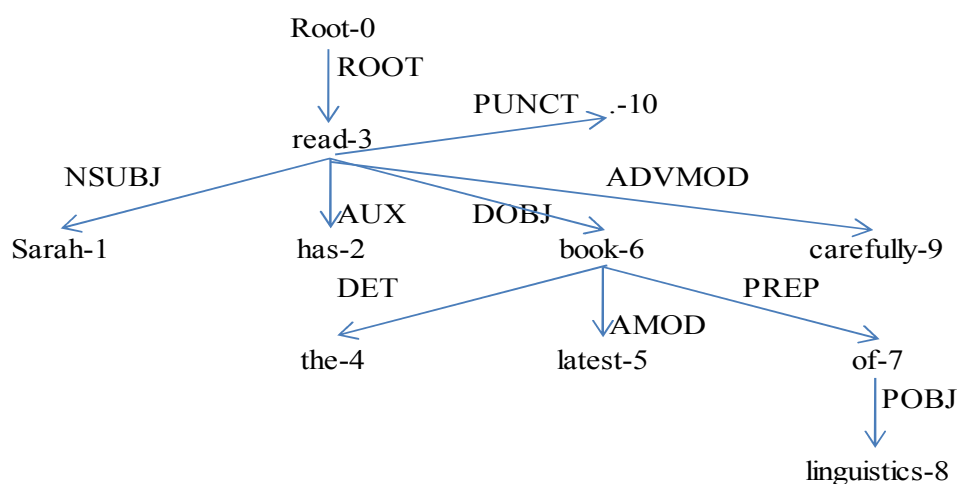 Root-0
ROOT
PUNCT .-10
read-3
NSUBJ ADVMOD
AUX DOBJ
Sarah-1 has-2 book-6 carefully-9
DET PREP
AMOD
the-4 latest-5 of-7
POBJ
linguistics-8